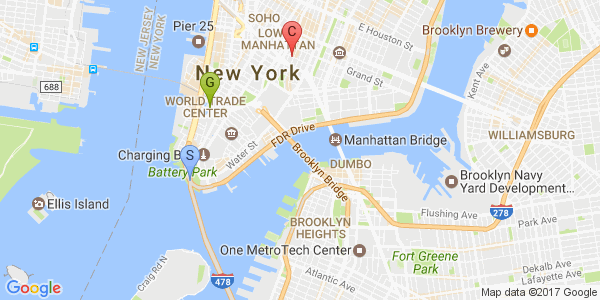 NEW JERSEY
NEW YORK
Pier 25
SOHO
LOW
MANHATTAN
C
E Houston St
Brooklyn Brewery
Kent Ave
688
New York
Grand St
G
WORLD TRADE
CENTER
WILLIAMSBURG
FDR Drive
Water St
Manhattan Bridge
Charging B
S
Battery Park
DUMBO
Brooklyn Bridge
Brooklyn Navy
Yard Development...
Ellis Island
Flushing Ave
278
Park Ave
BROOKLYN
HEIGHTS
One MetroTech Center
Fort Greene
Park
Craig Rd N
478
Atlantic Ave
DeKalb Ave
Lafayette Ave
Google
Map data ©2017 Google